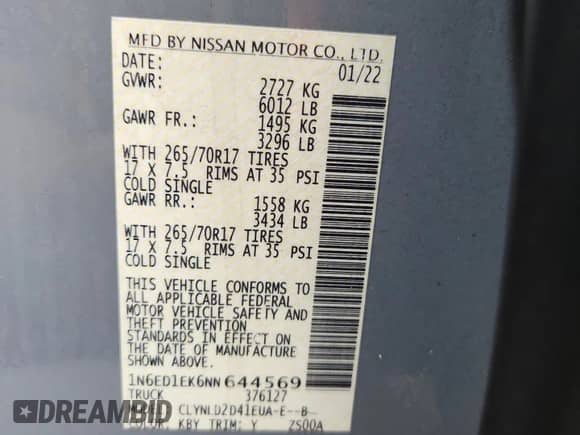 MFD BY NISSAN MOTOR CO., LTD.
DATE: 01/22
GVWR: 2727 KG
6012 LB
GAWR FR.: 1495 KG
3296 LB
WITH 265/70R17 TIRES
17 X 7.5 RIMS AT 35 PSI
COLD SINGLE
GAWR RR.: 1558 KG
3434 LB
WITH 265/70R17 TIRES
17 X 7.5 RIMS AT 35 PSI
COLD SINGLE
THIS VEHICLE CONFORMS TO
ALL APPLICABLE FEDERAL
MOTOR VEHICLE SAFETY AND
THEFT PREVENTION
STANDARDS IN EFFECT ON
THE DATE OF MANUFACTURE
SHOWN ABOVE.
1N6ED1EK6NN644569
TRUCK 376127
CLYNLD2D41EUA-E--B-
COLOR: KBY TRIM: Y ZS00A
DISMANTLED
BIDFAX